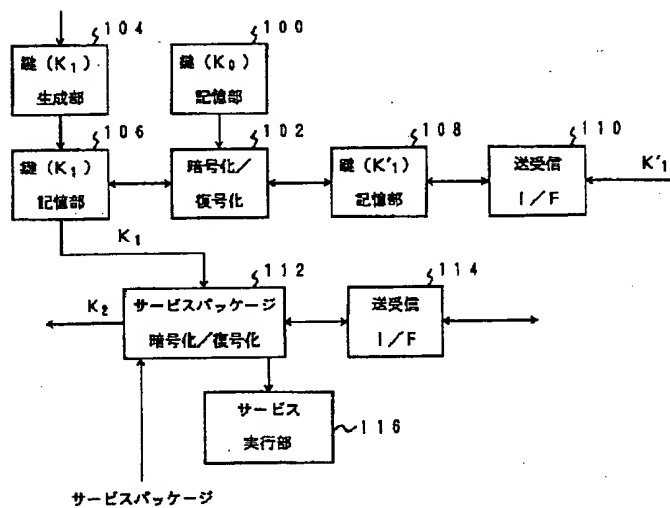 104
100
鍵(K₁)
生成部
鍵(K₀)
記憶部
106
102
108
110
鍵(K₁)
記憶部
暗号化/
復号化
鍵(K'₁)
記憶部
送受信
I/F
K'₁
K₁
112
114
K₂
サービスパッケージ
暗号化/復号化
送受信
I/F
サービス
実行部
116
サービスパッケージ